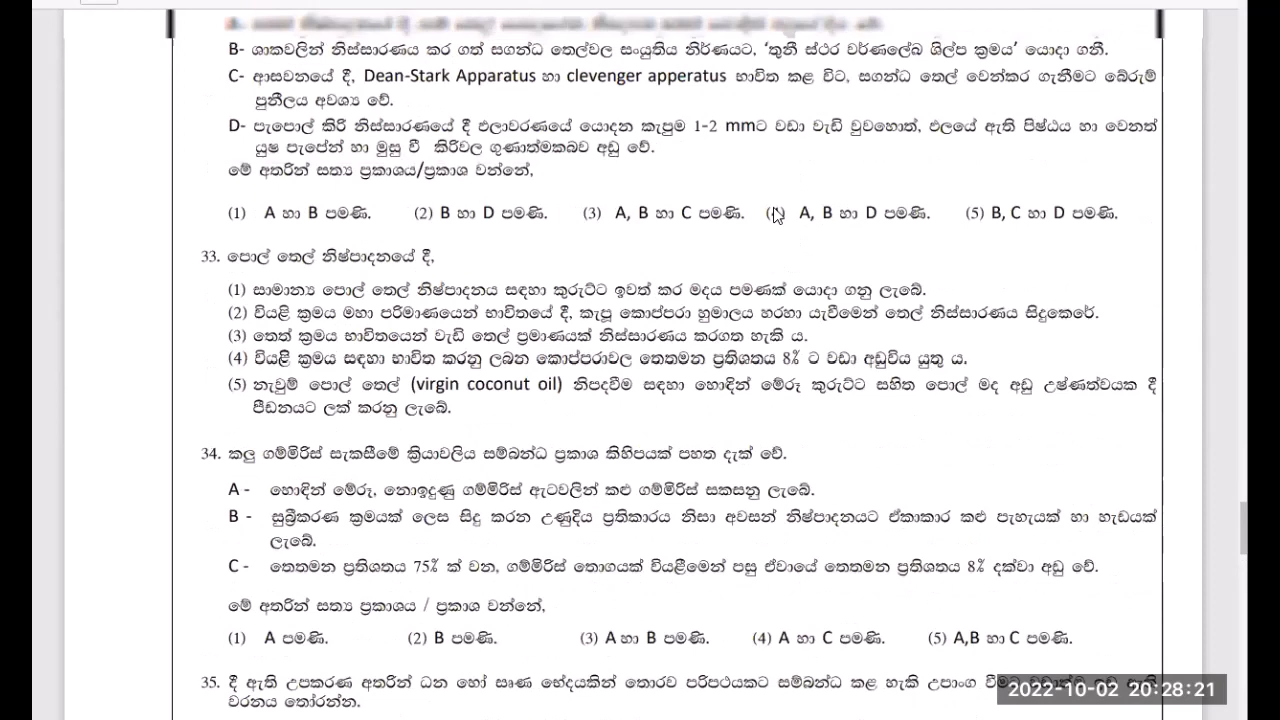 B- ශාකවලින් නිස්සාරණය කර ගත් සගන්ධ තෙල්වල සංයුතිය නිර්ණයට, ‘තුනී ස්ථර වර්ණලේඛ ශිල්ප ක්‍රමය’ යොදා ගනී.
C- ආසවනයේ දී, Dean-Stark Apparatus හා clevenger apperatus භාවිත කළ විට, සගන්ධ තෙල් වෙන්කර ගැනීමට බේරුම්
පුනීලය අවශ්‍ය වේ.
D- පැපොල් කිරි නිස්සාරණයේ දී ඵලාවරණයේ යොදන කැපුම 1-2 mmට වඩා වැඩි වුවහොත්, ඵලයේ ඇති පිෂ්ඨය හා වෙනත්
යුෂ පැපේන් හා මුසු වී කිරිවල ගුණාත්මකබව අඩු වේ.
මේ අතරින් සත්‍ය ප්‍රකාශය/ප්‍රකාශ වන්නේ,
(1) A හා B පමණි. (2) B හා D පමණි. (3) A, B හා C පමණි. A, B හා D පමණි. (5) B, C හා D පමණි.
33. පොල් තෙල් නිෂ්පාදනයේ දී,
(1) සාමාන්‍ය පොල් තෙල් නිෂ්පාදනය සඳහා කුරුට්ට ඉවත් කර මදය පමණක් යොදා ගනු ලැබේ.
(2) වියළි ක්‍රමය මහා පරිමාණයෙන් භාවිතයේ දී, කැපූ කොප්පරා හුමාලය හරහා යැවීමෙන් තෙල් නිස්සාරණය සිදුකෙරේ.
(3) තෙත් ක්‍රමය භාවිතයෙන් වැඩි තෙල් ප්‍රමාණයක් නිස්සාරණය කරගත හැකි ය.
(4) වියළි ක්‍රමය සඳහා භාවිත කරනු ලබන කොප්පරාවල තෙතමන ප්‍රතිශතය 8% ට වඩා අඩුවිය යුතු ය.
(5) නැවුම් පොල් තෙල් (virgin coconut oil) නිපදවීම සඳහා හොඳින් මේරූ කුරුට්ට සහිත පොල් මද අඩු උෂ්ණත්වයක දී
පීඩනයට ලක් කරනු ලැබේ.
34. කලු ගම්මිරිස් සැකසීමේ ක්‍රියාවලිය සම්බන්ධ ප්‍රකාශ කිහිපයක් පහත දැක් වේ.
A - හොඳින් මේරූ, නොඉදුණු ගම්මිරිස් ඇටවලින් කළු ගම්මිරිස් සකසනු ලැබේ.
B - සුබ්‍රීකරණ ක්‍රමයක් ලෙස සිදු කරන උණුදිය ප්‍රතිකාරය නිසා අවසන් නිෂ්පාදනයට ඒකාකාර කළු පැහැයක් හා හැඩයක්
ලැබේ.
C - තෙතමන ප්‍රතිශතය 75% ක් වන, ගම්මිරිස් තොගයක් වියළීමෙන් පසු ඒවායේ තෙතමන ප්‍රතිශතය 8% දක්වා අඩු වේ.
මේ අතරින් සත්‍ය ප්‍රකාශය / ප්‍රකාශ වන්නේ,
(1) A පමණි. (2) B පමණි. (3) A හා B පමණි. (4) A හා C පමණි. (5) A,B හා C පමණි.
35. දී ඇති උපකරණ අතරින් ධන හෝ සෘණ භේදයකින් තොරව පරිපථයකට සම්බන්ධ කළ හැකි උපාංග
වරනය තෝරන්න.
2022-10-02 20:28:21